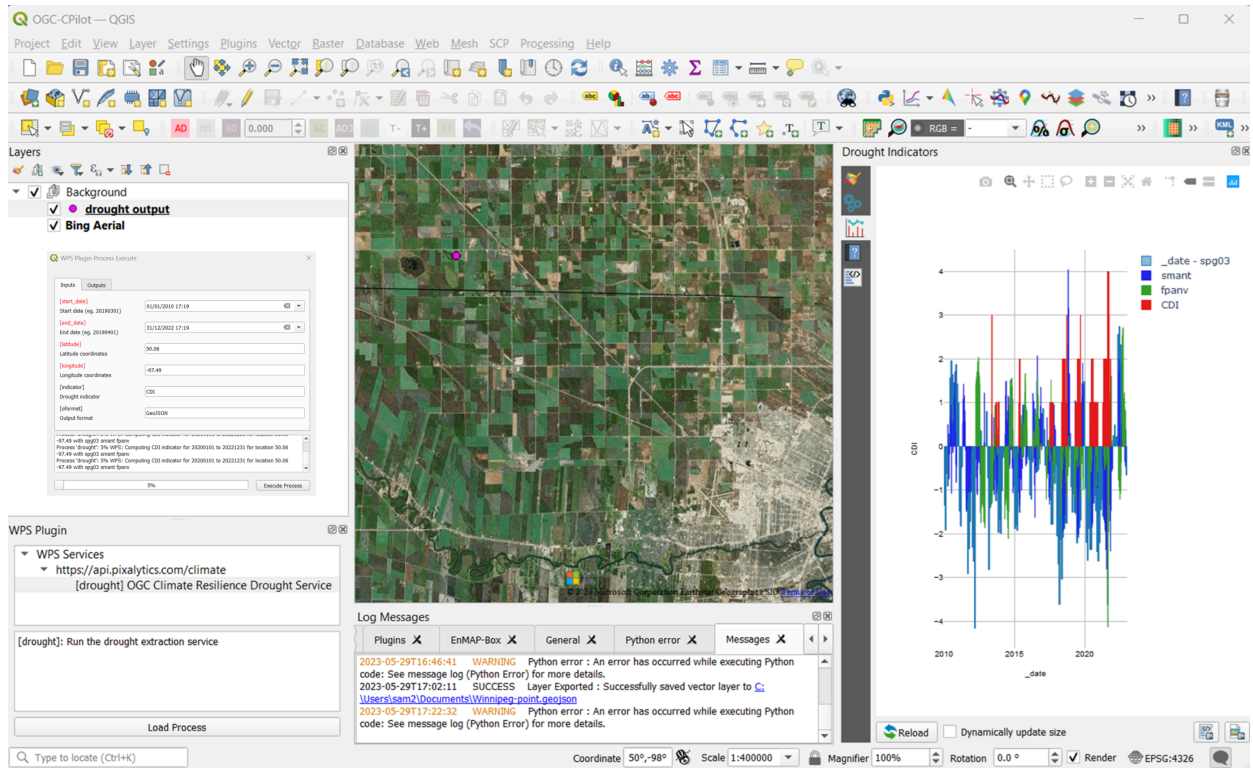 OGC-CPilot — QGIS
Project Edit View Layer Settings Plugins Vector Raster Database Web Mesh SCP Processing Help
abc
ab
abc
AD
RO
0.000
SC
ADJ
T-
T+
RGB =
-
KML
Layers
Background
drought output
Bing Aerial
WPS Plugin Process Execute
Inputs Outputs
[start_date]
Start date (eg. 20190301)
01/01/2010 17:19
[end_date]
End date (eg. 20190401)
31/12/2022 17:19
[latitude]
Latitude coordinates
50.06
[longitude]
Longtitude coordinates
-97.49
[indicator]
Drought indicator
CDI
[oformat]
Output format
GeoJSON
-97.49 with spg03 smant fpanv
Process 'drought': 5% WPS: Computing CDI indicator for 20200101 to 20221231 for location 50.06
-97.49 with spg03 smant fpanv
Process 'drought': 5% WPS: Computing CDI indicator for 20200101 to 20221231 for location 50.06
-97.49 with spg03 smant fpanv
5%
Execute Process
WPS Plugin
WPS Services
https://api.pixalytics.com/climate
[drought] OGC Climate Resilience Drought Service
[drought]: Run the drought extraction service
Load Process
© 2023 Microsoft Corporation Earthstar Geographics SIO Terms of Use
Log Messages
Plugins EnMAP-Box General Python error Messages
2023-05-29T16:46:41 WARNING Python error : An error has occurred while executing Python
code: See message log (Python Error) for more details.
2023-05-29T17:02:11 SUCCESS Layer Exported : Successfully saved vector layer to C:
\Users\sam2\Documents\Winnipeg-point.geojson
2023-05-29T17:22:32 WARNING Python error : An error has occurred while executing Python
code: See message log (Python Error) for more details.
Drought Indicators
_date - spg03
smant
fpanv
CDI
4
3
2
1
0
−1
−2
−3
−4
CDI
2010
2015
2020
_date
Reload
Dynamically update size
Type to locate (Ctrl+K)
Coordinate 50°,-98° Scale 1:400000 Magnifier 100% Rotation 0.0 ° Render EPSG:4326